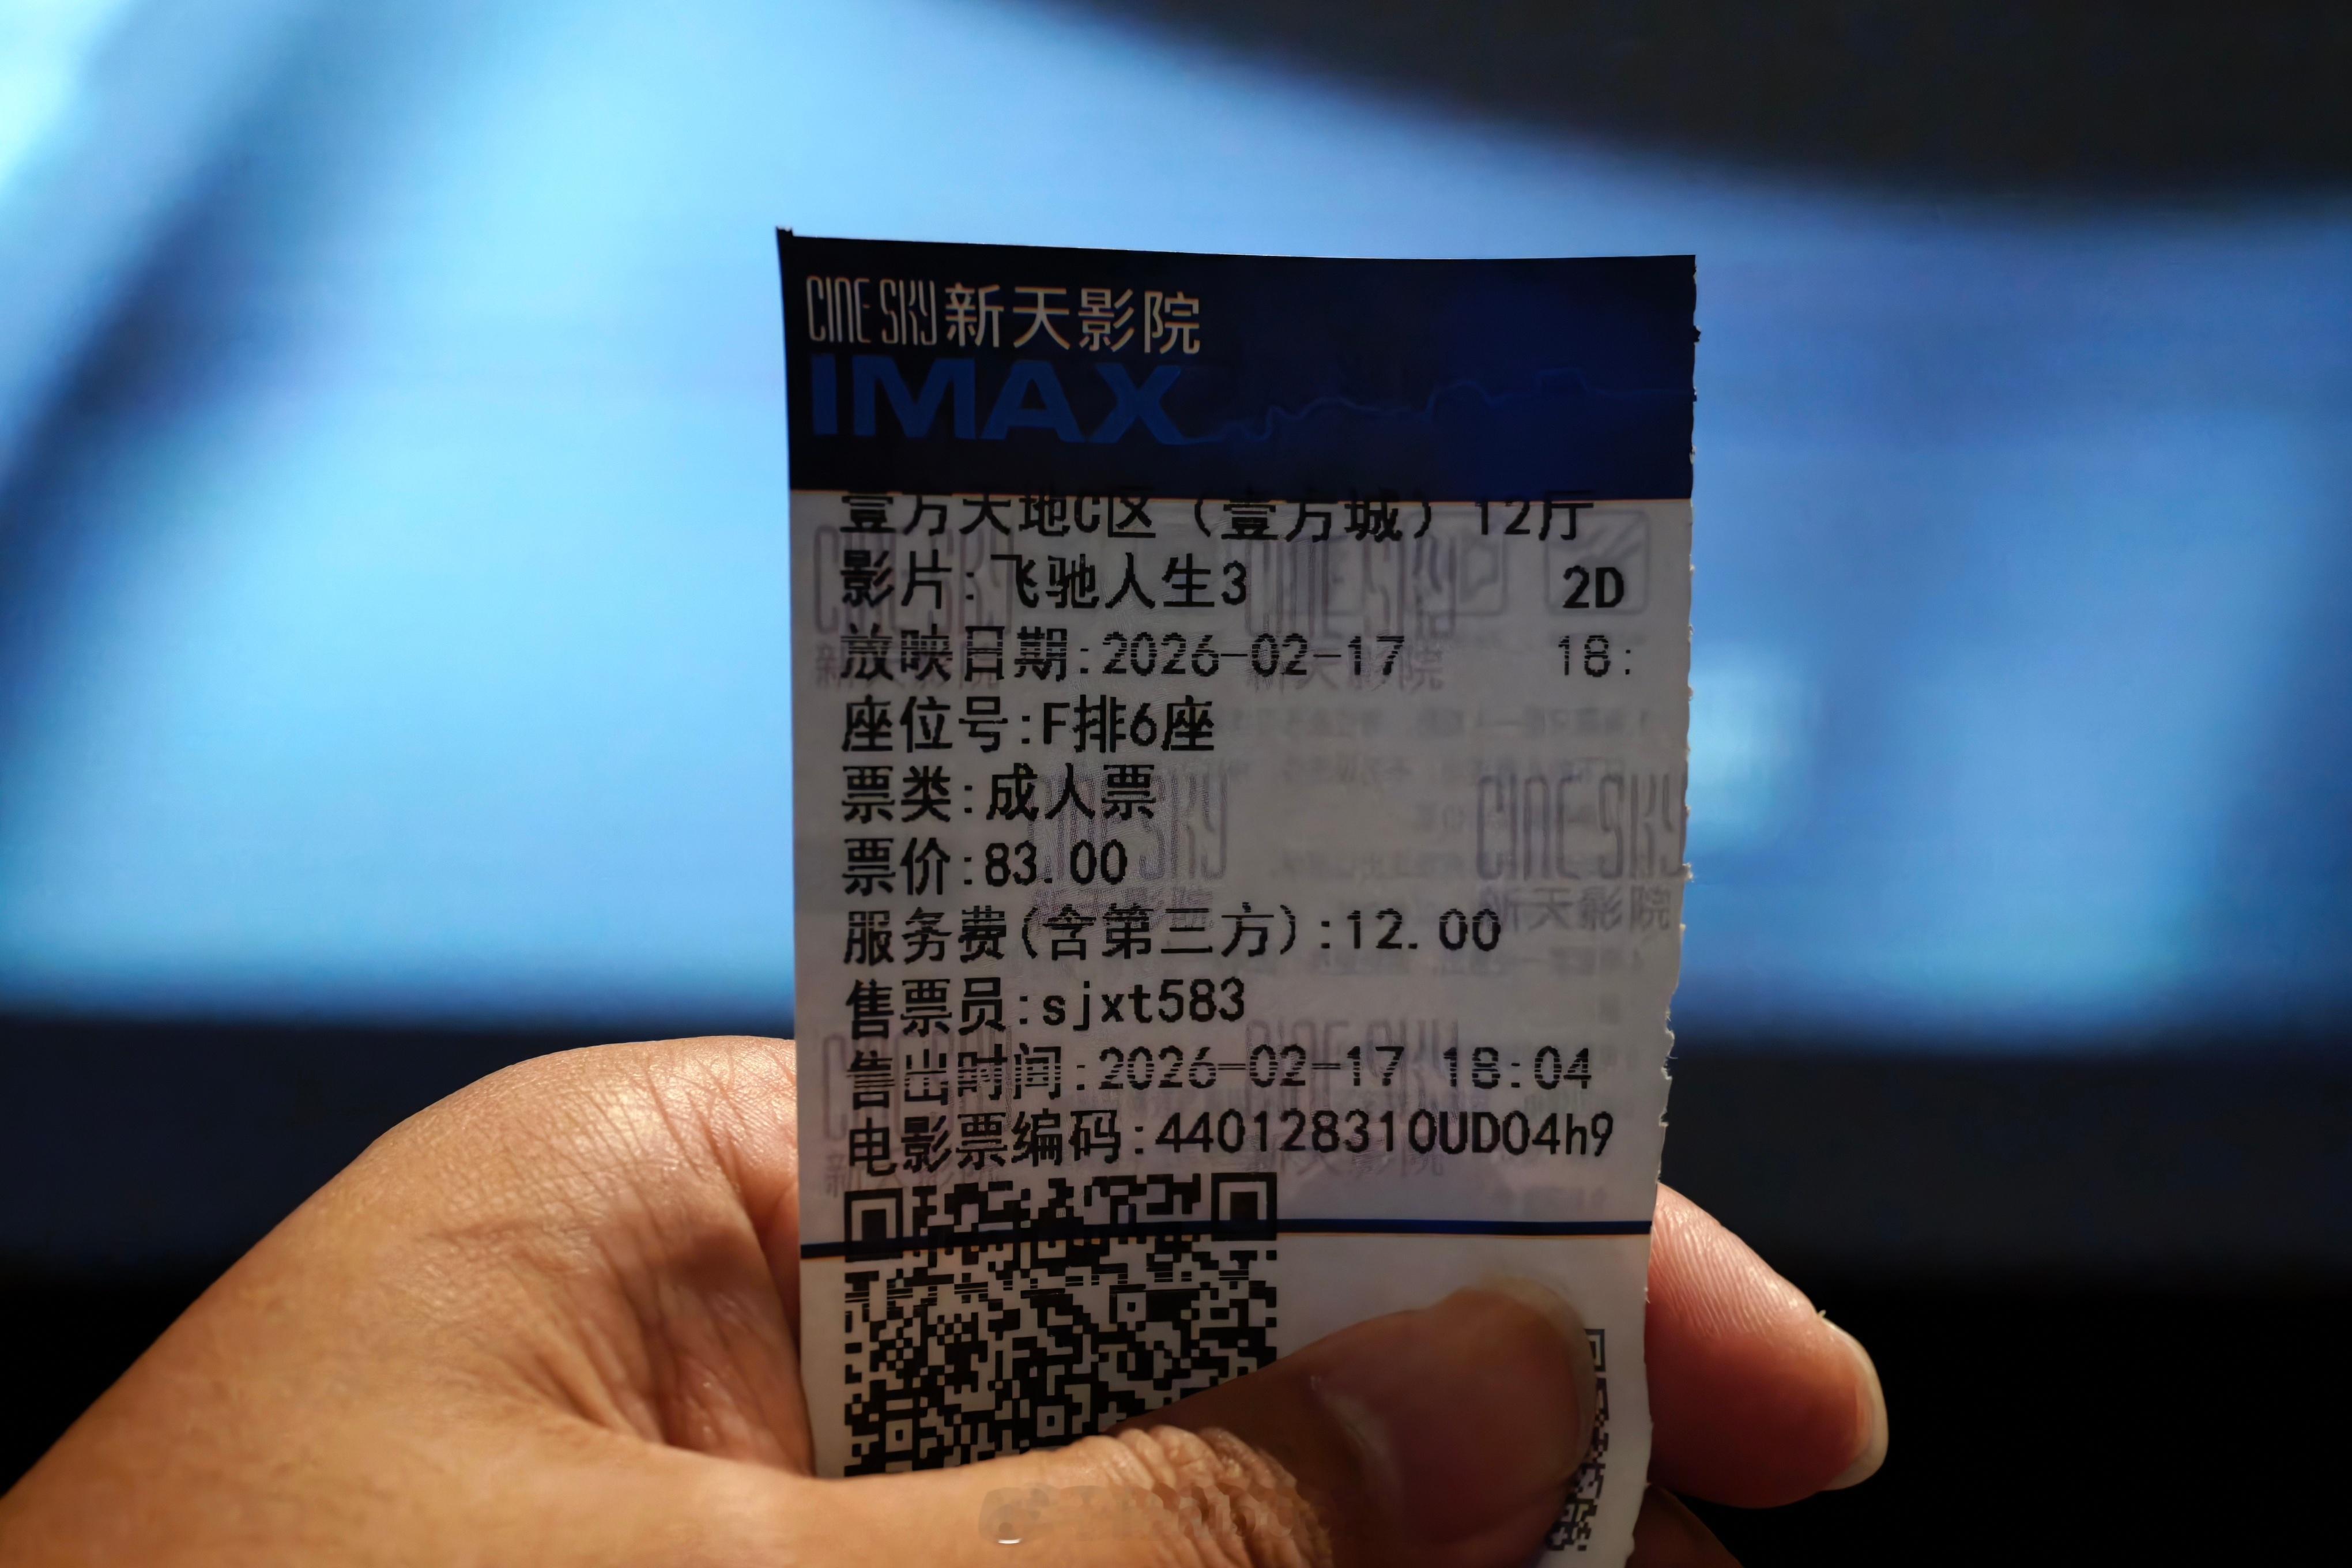 CINE SKY新天影院
IMAX
壹方天地C区（壹方城）12厅
影片:飞驰人生3 2D
放映日期:2026-02-17 18:
座位号:F排6座
票类:成人票
票价:83.00
服务费(含第三方):12.00
售票员:sjxt583
售出时间:2026-02-17 18:04
电影票编码:440128310UD04h9